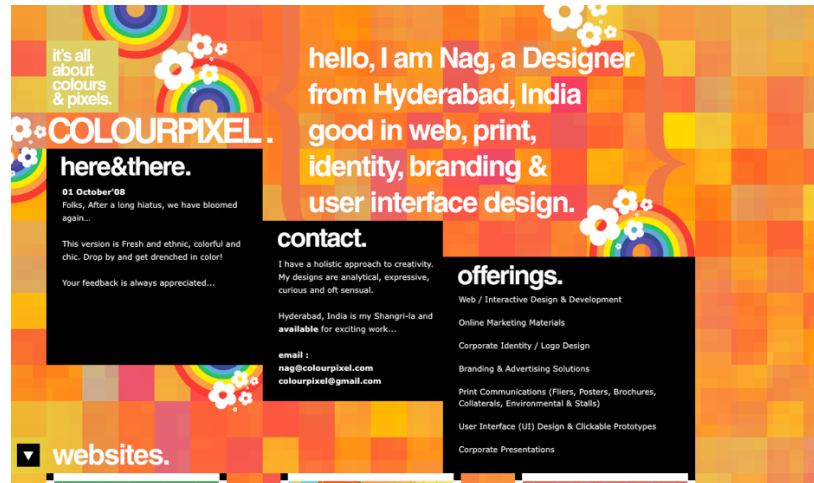 it's all
about
colours
& pixels.
COLOURPIXEL.
hello, I am Nag, a Designer
from Hyderabad, India
good in web, print,
identity, branding &
user interface design.
here&there.
01 October'08
Folks, After a long hiatus, we have bloomed
again...
This version is Fresh and ethnic, colorful and
chic. Drop by and get drenched in color!
Your feedback is always appreciated...
contact.
I have a holistic approach to creativity.
My designs are analytical, expressive,
curious and oft sensual.
Hyderabad, India is my Shangri-la and
available for exciting work...
email :
nag@colourpixel.com
colourpixel@gmail.com
offerings.
Web / Interactive Design & Development
Online Marketing Materials
Corporate Identity / Logo Design
Branding & Advertising Solutions
Print Communications (Fliers, Posters, Brochures,
Collaterals, Environmental & Stalls)
User Interface (UI) Design & Clickable Prototypes
Corporate Presentations
websites.